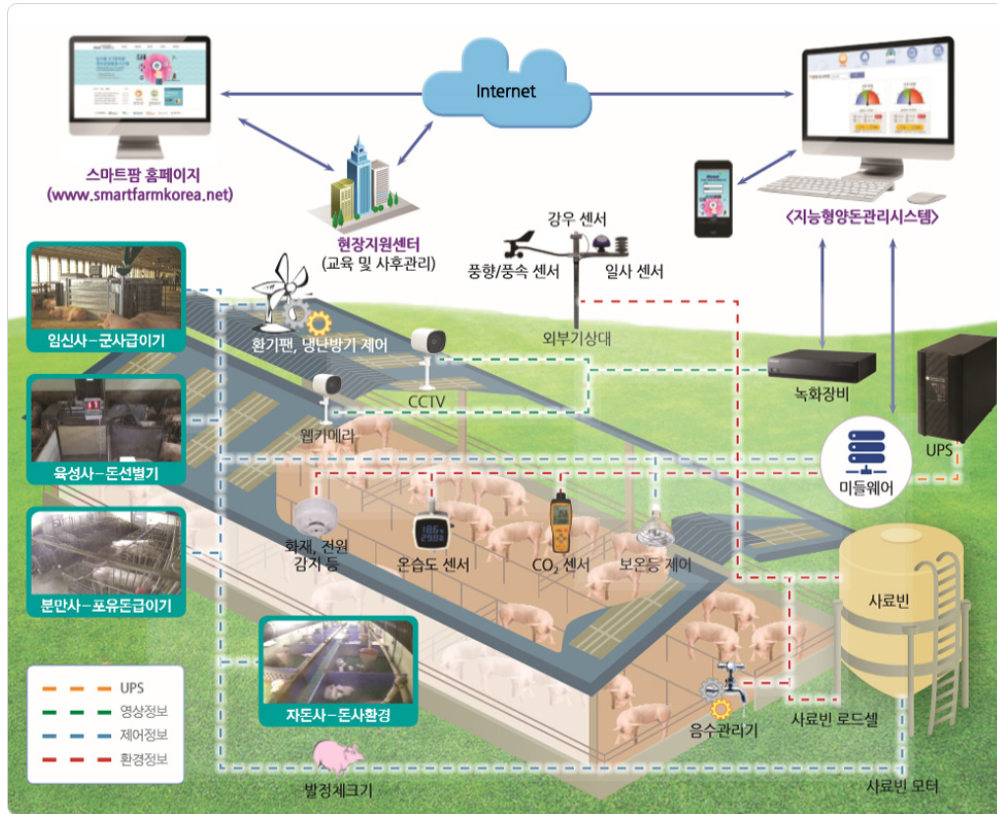 Internet
스마트팜 홈페이지
(www.smartfarmkorea.net)
현장지원센터
(교육 및 사후관리)
<지능형양돈관리시스템>
강우 센서
풍향/풍속 센서
일사 센서
외부기상대
임신사-군사급이기
환기팬, 냉난방기 제어
CCTV
웹카메라
녹화장비
UPS
육성사-돈선별기
미들웨어
화재, 전원
감지 등
온습도 센서
CO₂ 센서
보온등 제어
분만사-포유돈급이기
사료빈
자돈사-돈사환경
음수관리기
사료빈 로드셀
UPS
영상정보
제어정보
환경정보
발정체크기
사료빈 모터